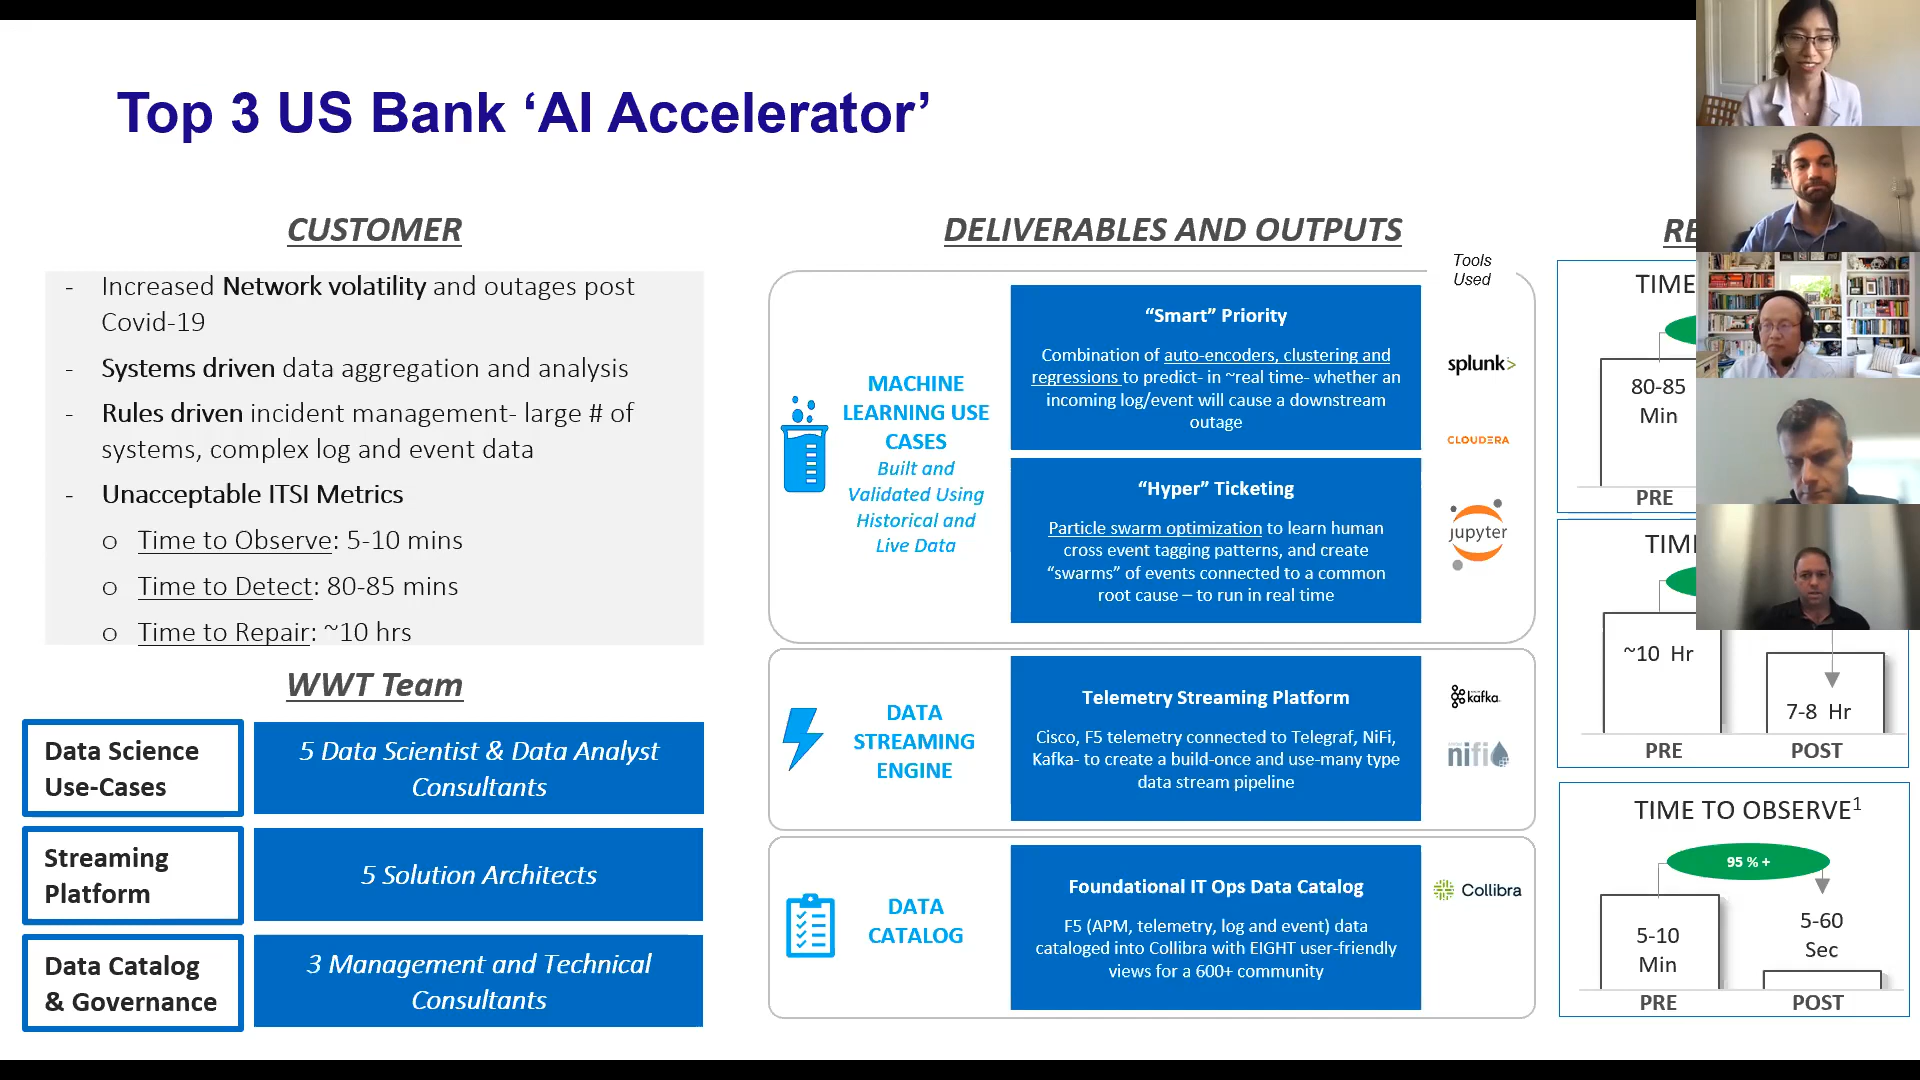 Top 3 US Bank ‘AI Accelerator’
CUSTOMER
- Increased Network volatility and outages post
Covid-19
- Systems driven data aggregation and analysis
- Rules driven incident management- large # of
systems, complex log and event data
- Unacceptable ITSI Metrics
o Time to Observe: 5-10 mins
o Time to Detect: 80-85 mins
o Time to Repair: ~10 hrs
WWT Team
Data Science
Use-Cases
5 Data Scientist & Data Analyst
Consultants
Streaming
Platform
5 Solution Architects
Data Catalog
& Governance
3 Management and Technical
Consultants
DELIVERABLES AND OUTPUTS
Tools
Used
MACHINE
LEARNING USE
CASES
Built and
Validated Using
Historical and
Live Data
“Smart” Priority
Combination of auto-encoders, clustering and
regressions to predict- in ~real time- whether an
incoming log/event will cause a downstream
outage
splunk>
CLOUDERA
“Hyper” Ticketing
Particle swarm optimization to learn human
cross event tagging patterns, and create
“swarms” of events connected to a common
root cause – to run in real time
jupyter
DATA
STREAMING
ENGINE
Telemetry Streaming Platform
Cisco, F5 telemetry connected to Telegraf, NiFi,
Kafka- to create a build-once and use-many type
data stream pipeline
kafka
nifi
DATA
CATALOG
Foundational IT Ops Data Catalog
F5 (APM, telemetry, log and event) data
cataloged into Collibra with EIGHT user-friendly
views for a 600+ community
Collibra
TIME
80-85
Min
PRE
~10 Hr
7-8 Hr
PRE
POST
TIME TO OBSERVE1
95 % +
5-10
Min
5-60
Sec
PRE
POST